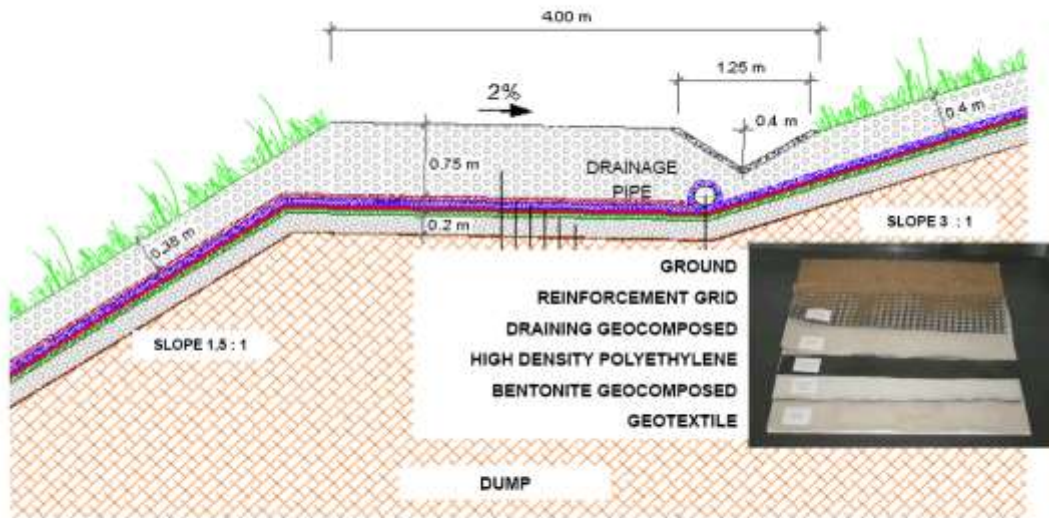 4.00 m
1.25 m
2%
0.4 m
0.4 m
0.75 m
DRAINAGE
PIPE
0.2 m
0.38 m
SLOPE 3 : 1
SLOPE 1,5 : 1
GROUND
REINFORCEMENT GRID
DRAINING GEOCOMPOSED
HIGH DENSITY POLYETHYLENE
BENTONITE GEOCOMPOSED
GEOTEXTILE
DUMP